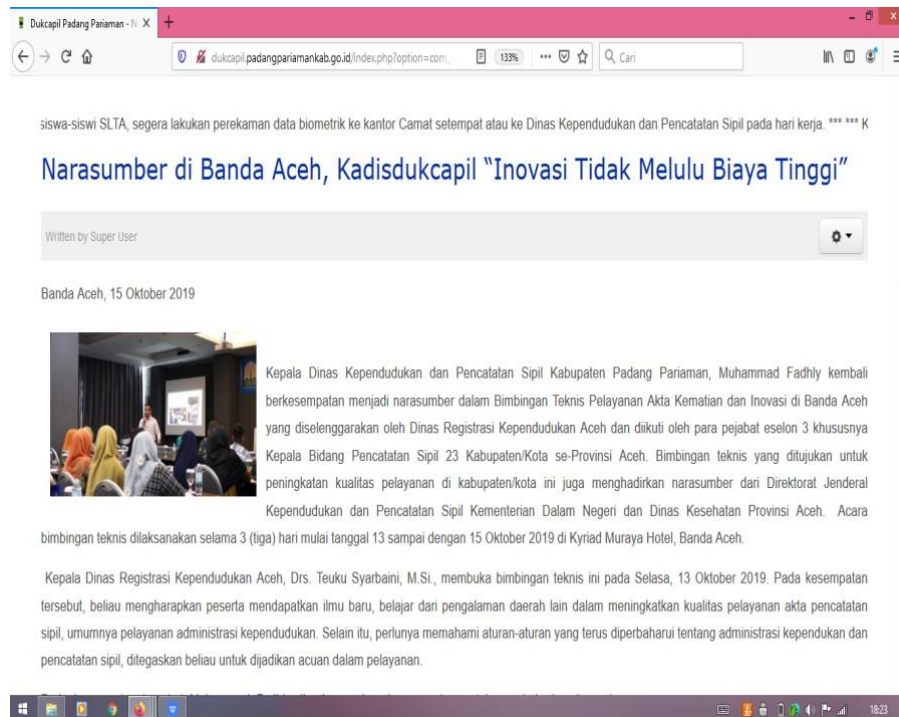 Dukcapil Padang Pariaman - N
dukcapil.padangpariamankab.go.id/index.php?option=com_
133%
Cari
siswa-siswi SLTA, segera lakukan perekaman data biometrik ke kantor Camat setempat atau ke Dinas Kependudukan dan Pencatatan Sipil pada hari kerja. *** *** K
Narasumber di Banda Aceh, Kadisdukcapil “Inovasi Tidak Melulu Biaya Tinggi”
Written by Super User
Banda Aceh, 15 Oktober 2019
Kepala Dinas Kependudukan dan Pencatatan Sipil Kabupaten Padang Pariaman, Muhammad Fadhly kembali
berkesempatan menjadi narasumber dalam Bimbingan Teknis Pelayanan Akta Kematian dan Inovasi di Banda Aceh
yang diselenggarakan oleh Dinas Registrasi Kependudukan Aceh dan diikuti oleh para pejabat eselon 3 khususnya
Kepala Bidang Pencatatan Sipil 23 Kabupaten/Kota se-Provinsi Aceh. Bimbingan teknis yang ditujukan untuk
peningkatan kualitas pelayanan di kabupaten/kota ini juga menghadirkan narasumber dari Direktorat Jenderal
Kependudukan dan Pencatatan Sipil Kementerian Dalam Negeri dan Dinas Kesehatan Provinsi Aceh. Acara
bimbingan teknis dilaksanakan selama 3 (tiga) hari mulai tanggal 13 sampai dengan 15 Oktober 2019 di Kyriad Muraya Hotel, Banda Aceh.
Kepala Dinas Registrasi Kependudukan Aceh, Drs. Teuku Syarbaini, M.Si., membuka bimbingan teknis ini pada Selasa, 13 Oktober 2019. Pada kesempatan
tersebut, beliau mengharapkan peserta mendapatkan ilmu baru, belajar dari pengalaman daerah lain dalam meningkatkan kualitas pelayanan akta pencatatan
sipil, umumnya pelayanan administrasi kependudukan. Selain itu, perlunya memahami aturan-aturan yang terus diperbaharui tentang administrasi kependukan dan
pencatatan sipil, ditegaskan beliau untuk dijadikan acuan dalam pelayanan.
18:23